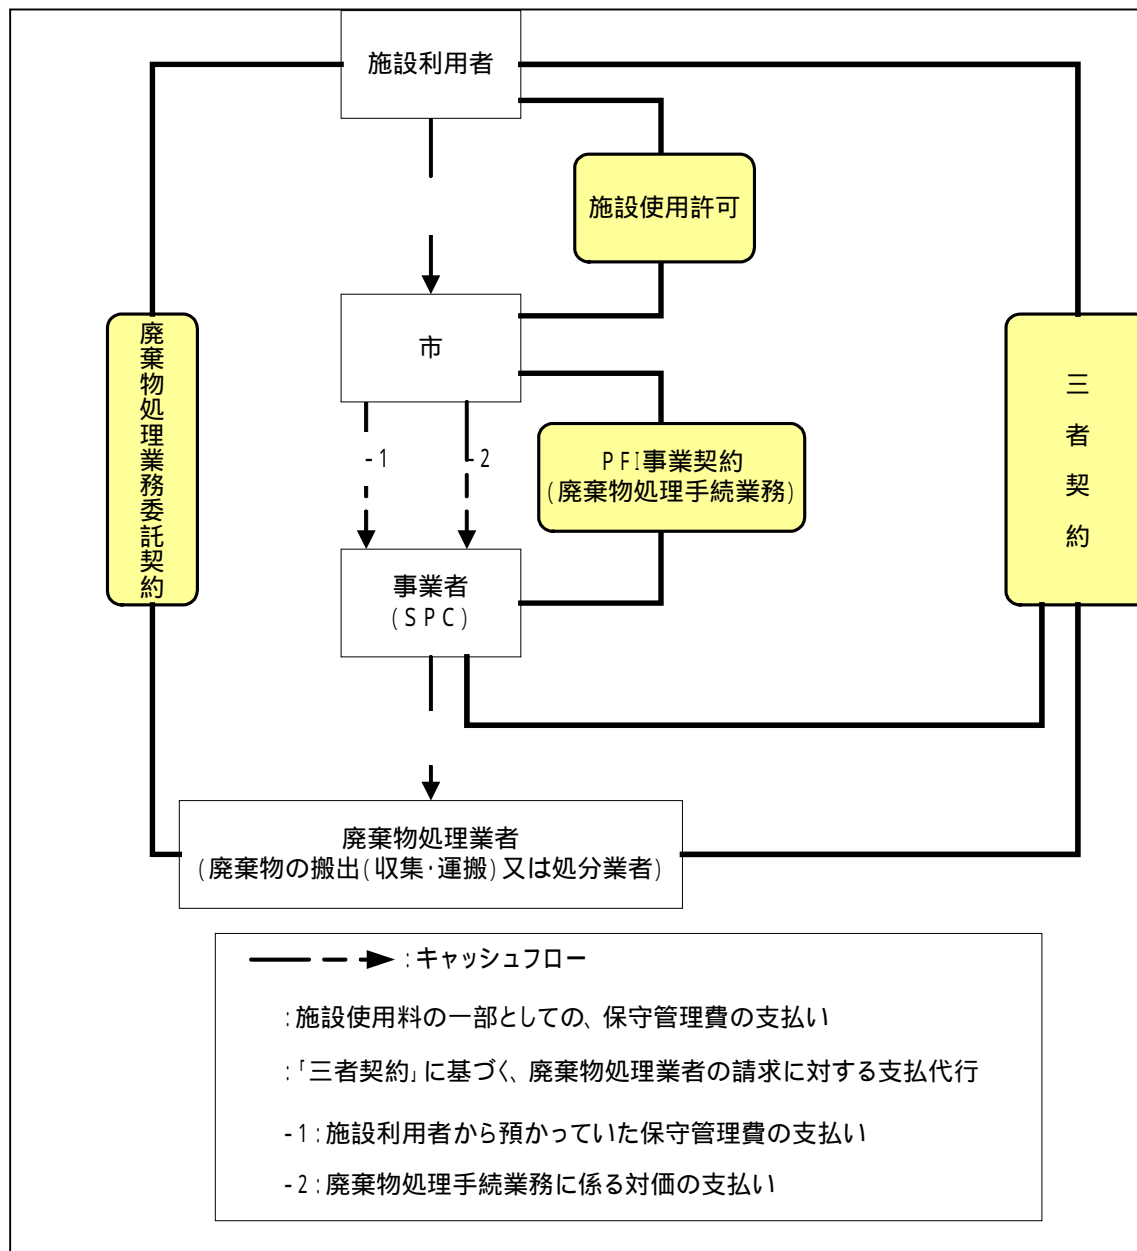 施設利用者
施設使用許可
市
廃棄物処理業務委託契約
三者契約
-1
-2
PFI事業契約
(廃棄物処理手続業務)
事業者
(SPC)
廃棄物処理業者
(廃棄物の搬出(収集・運搬)又は処分業者)
:キャッシュフロー
:施設使用料の一部としての、保守管理費の支払い
:「三者契約」に基づく、廃棄物処理業者の請求に対する支払代行
-1:施設利用者から預かっていた保守管理費の支払い
-2:廃棄物処理手続業務に係る対価の支払い